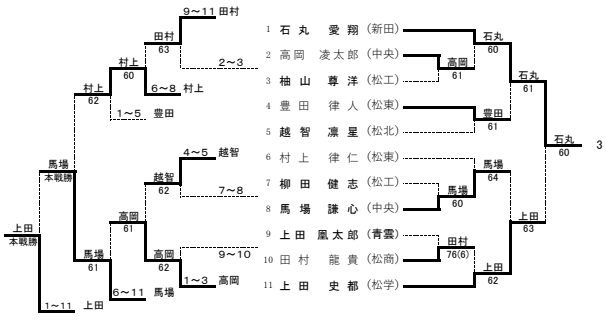 9～11 田村
田村
63
2～3
村上
60
村上
62
6～8 村上
1～5 豊田
馬場
本戦勝
4～5 越智
越智
62
7～8
高岡
61
9～10
高岡
62
1～3 高岡
上田
本戦勝
馬場
61
6～11 馬場
1～11 上田
1 石丸 愛翔 (新田)
2 高岡 凌太郎 (中央)
3 柚山 尊洋 (松工)
4 豊田 律人 (松東)
5 越智 凛星 (松北)
6 村上 律仁 (松東)
7 柳田 健志 (松工)
8 馬場 謙心 (中央)
9 上田 凰太郎 (青雲)
10 田村 龍貴 (松商)
11 上田 史都 (松学)
石丸
60
高岡
61
石丸
61
豊田
61
石丸
60
3
馬場
64
馬場
60
上田
63
田村
76(6)
上田
62